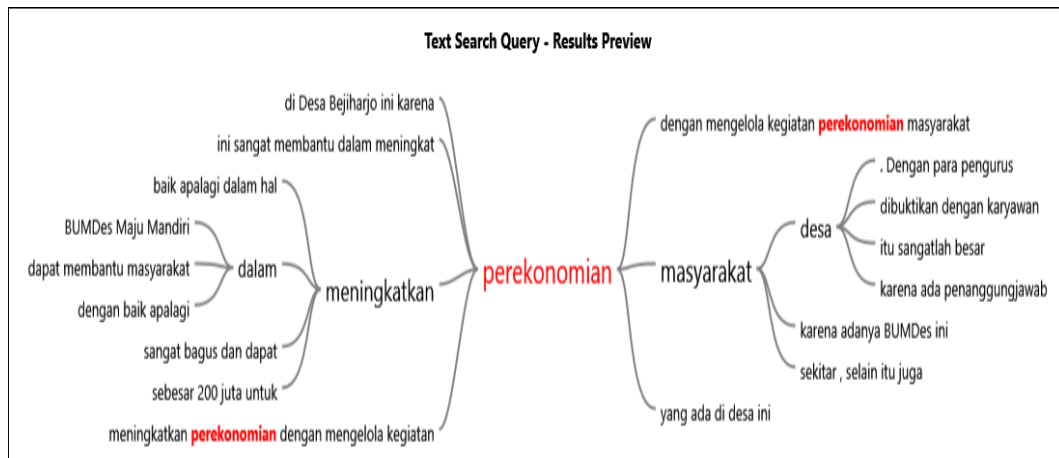 Text Search Query - Results Preview
di Desa Bejiharjo ini karena
ini sangat membantu dalam meningkat
baik apalagi dalam hal
BUMDes Maju Mandiri
dapat membantu masyarakat
dengan baik apalagi
dalam
sangat bagus dan dapat
sebesar 200 juta untuk
meningkatkan
meningkatkan perekonomian dengan mengelola kegiatan
perekonomian
dengan mengelola kegiatan perekonomian masyarakat
masyarakat
desa
. Dengan para pengurus
dibuktikan dengan karyawan
itu sangatlah besar
karena ada penanggungjawab
karena adanya BUMDes ini
sekitar , selain itu juga
yang ada di desa ini